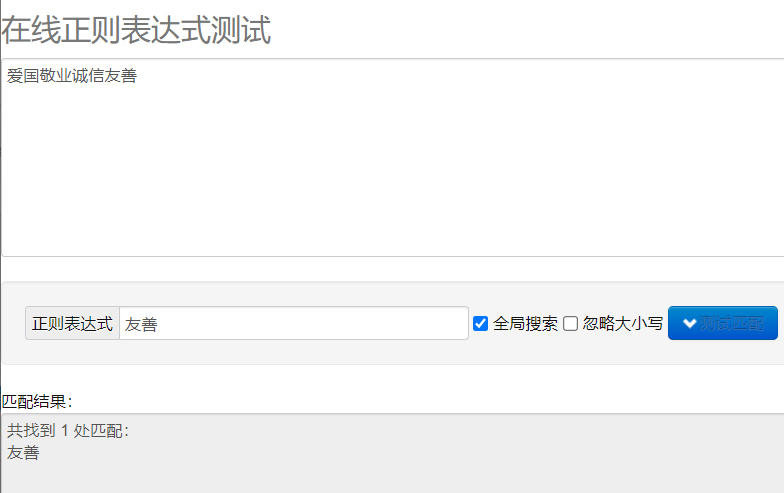 在线正则表达式测试
爱国敬业诚信友善
正则表达式 友善 全局搜索 忽略大小写 测试匹配
匹配结果：
共找到 1 处匹配：
友善